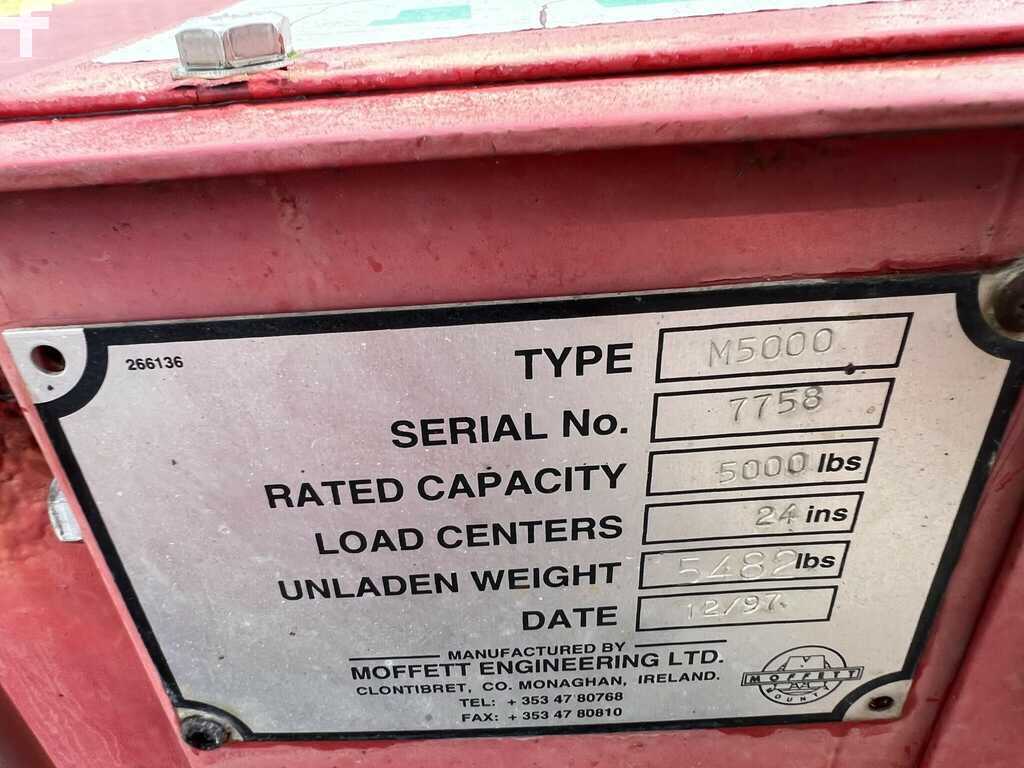 266136
TYPE M5000
SERIAL No. 7758
RATED CAPACITY 5000 lbs
LOAD CENTERS 24 ins
UNLADEN WEIGHT 5482 lbs
DATE 12/97
MANUFACTURED BY
MOFFETT ENGINEERING LTD.
CLONTIBRET, CO. MONAGHAN, IRELAND.
TEL: + 353 47 80768
FAX: + 353 47 80810
MOFFETT
MOUNTY